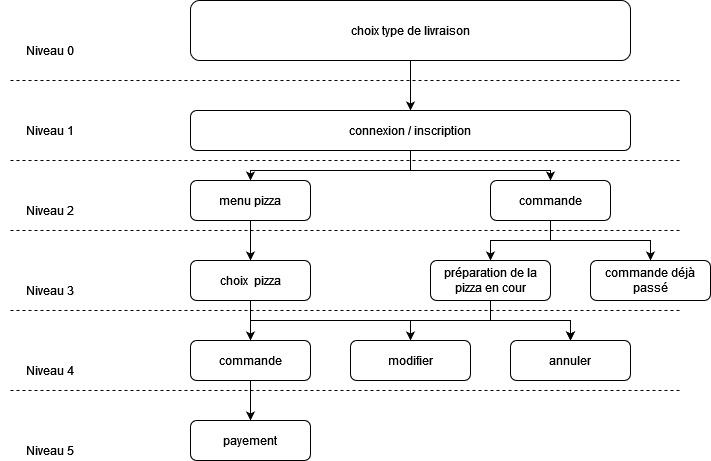 choix type de livraison
Niveau 0
Niveau 1
connexion / inscription
menu pizza
commande
Niveau 2
choix pizza
préparation de la
pizza en cour
commande déjà
passé
Niveau 3
commande
modifier
annuler
Niveau 4
payement
Niveau 5